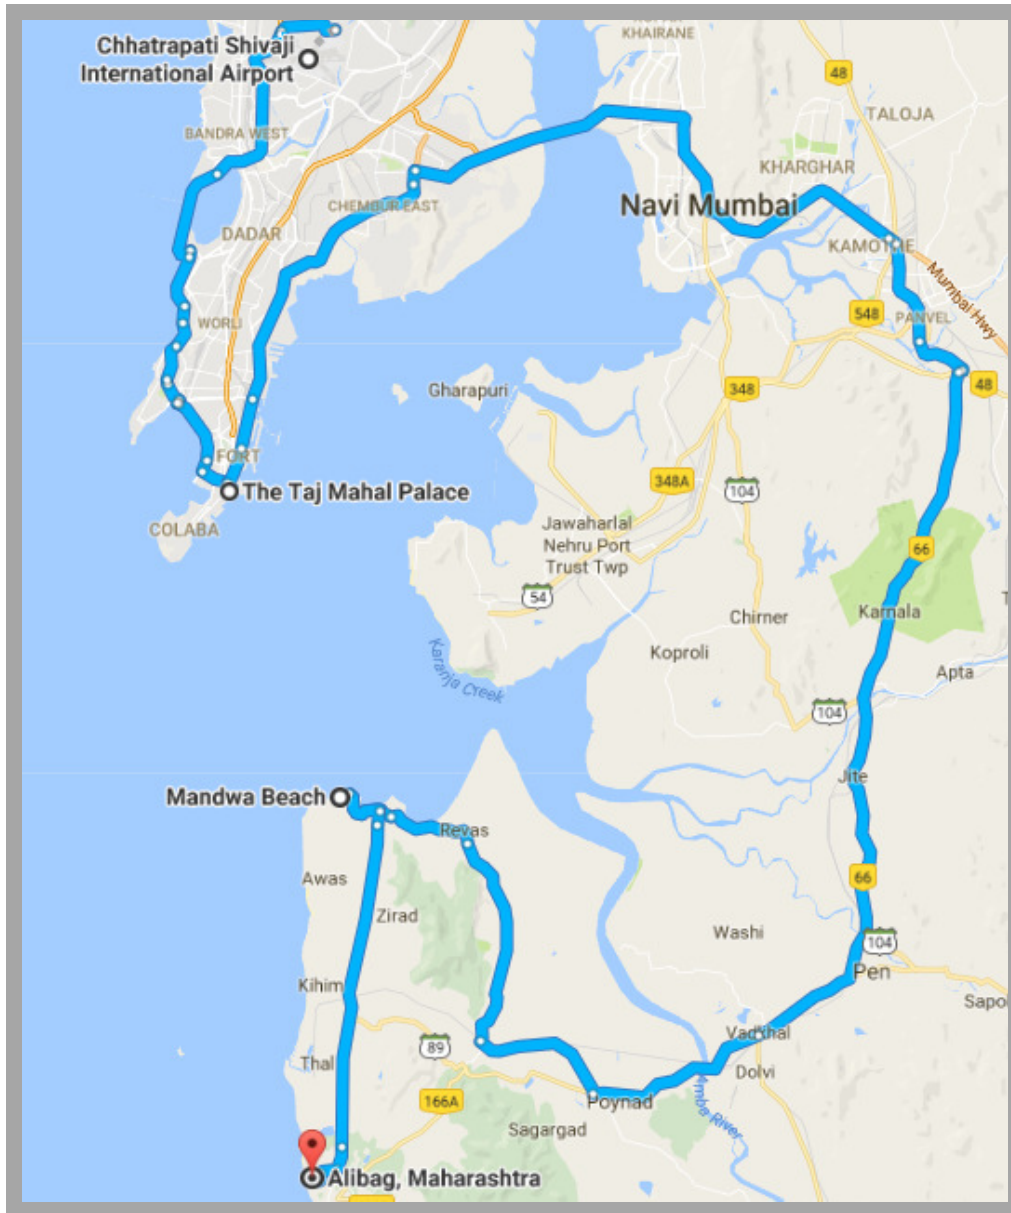 KHAIRANE
Chhatrapati Shivaji
International Airport
48
TALOJA
BANDRA WEST
KHARGHAR
CHEMBUR EAST
Navi Mumbai
DADAR
KAMOTHE
Mumbai Hwy
WORLI
548
PANVEL
Gharapuri
348
48
FORT
The Taj Mahal Palace
348A
104
COLABA
Jawaharlal
Nehru Port
Trust Twp
66
54
Chirner
Karnala
Karanja Creek
Koproli
Apta
104
Jite
Mandwa Beach
Revas
66
Awas
Zirad
Washi
104
Pen
Kihim
Vadkhal
89
Thal
Dolvi
166A
Poynad
Amba River
Sagargad
Alibag, Maharashtra